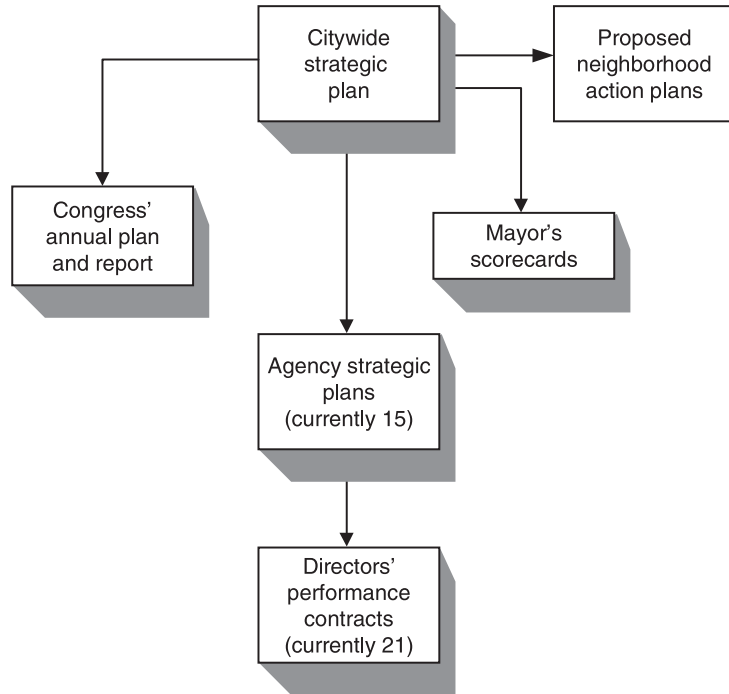 Citywide
strategic
plan
Proposed
neighborhood
action plans
Congress’
annual plan
and report
Mayor’s
scorecards
Agency strategic
plans
(currently 15)
Directors’
performance
contracts
(currently 21)